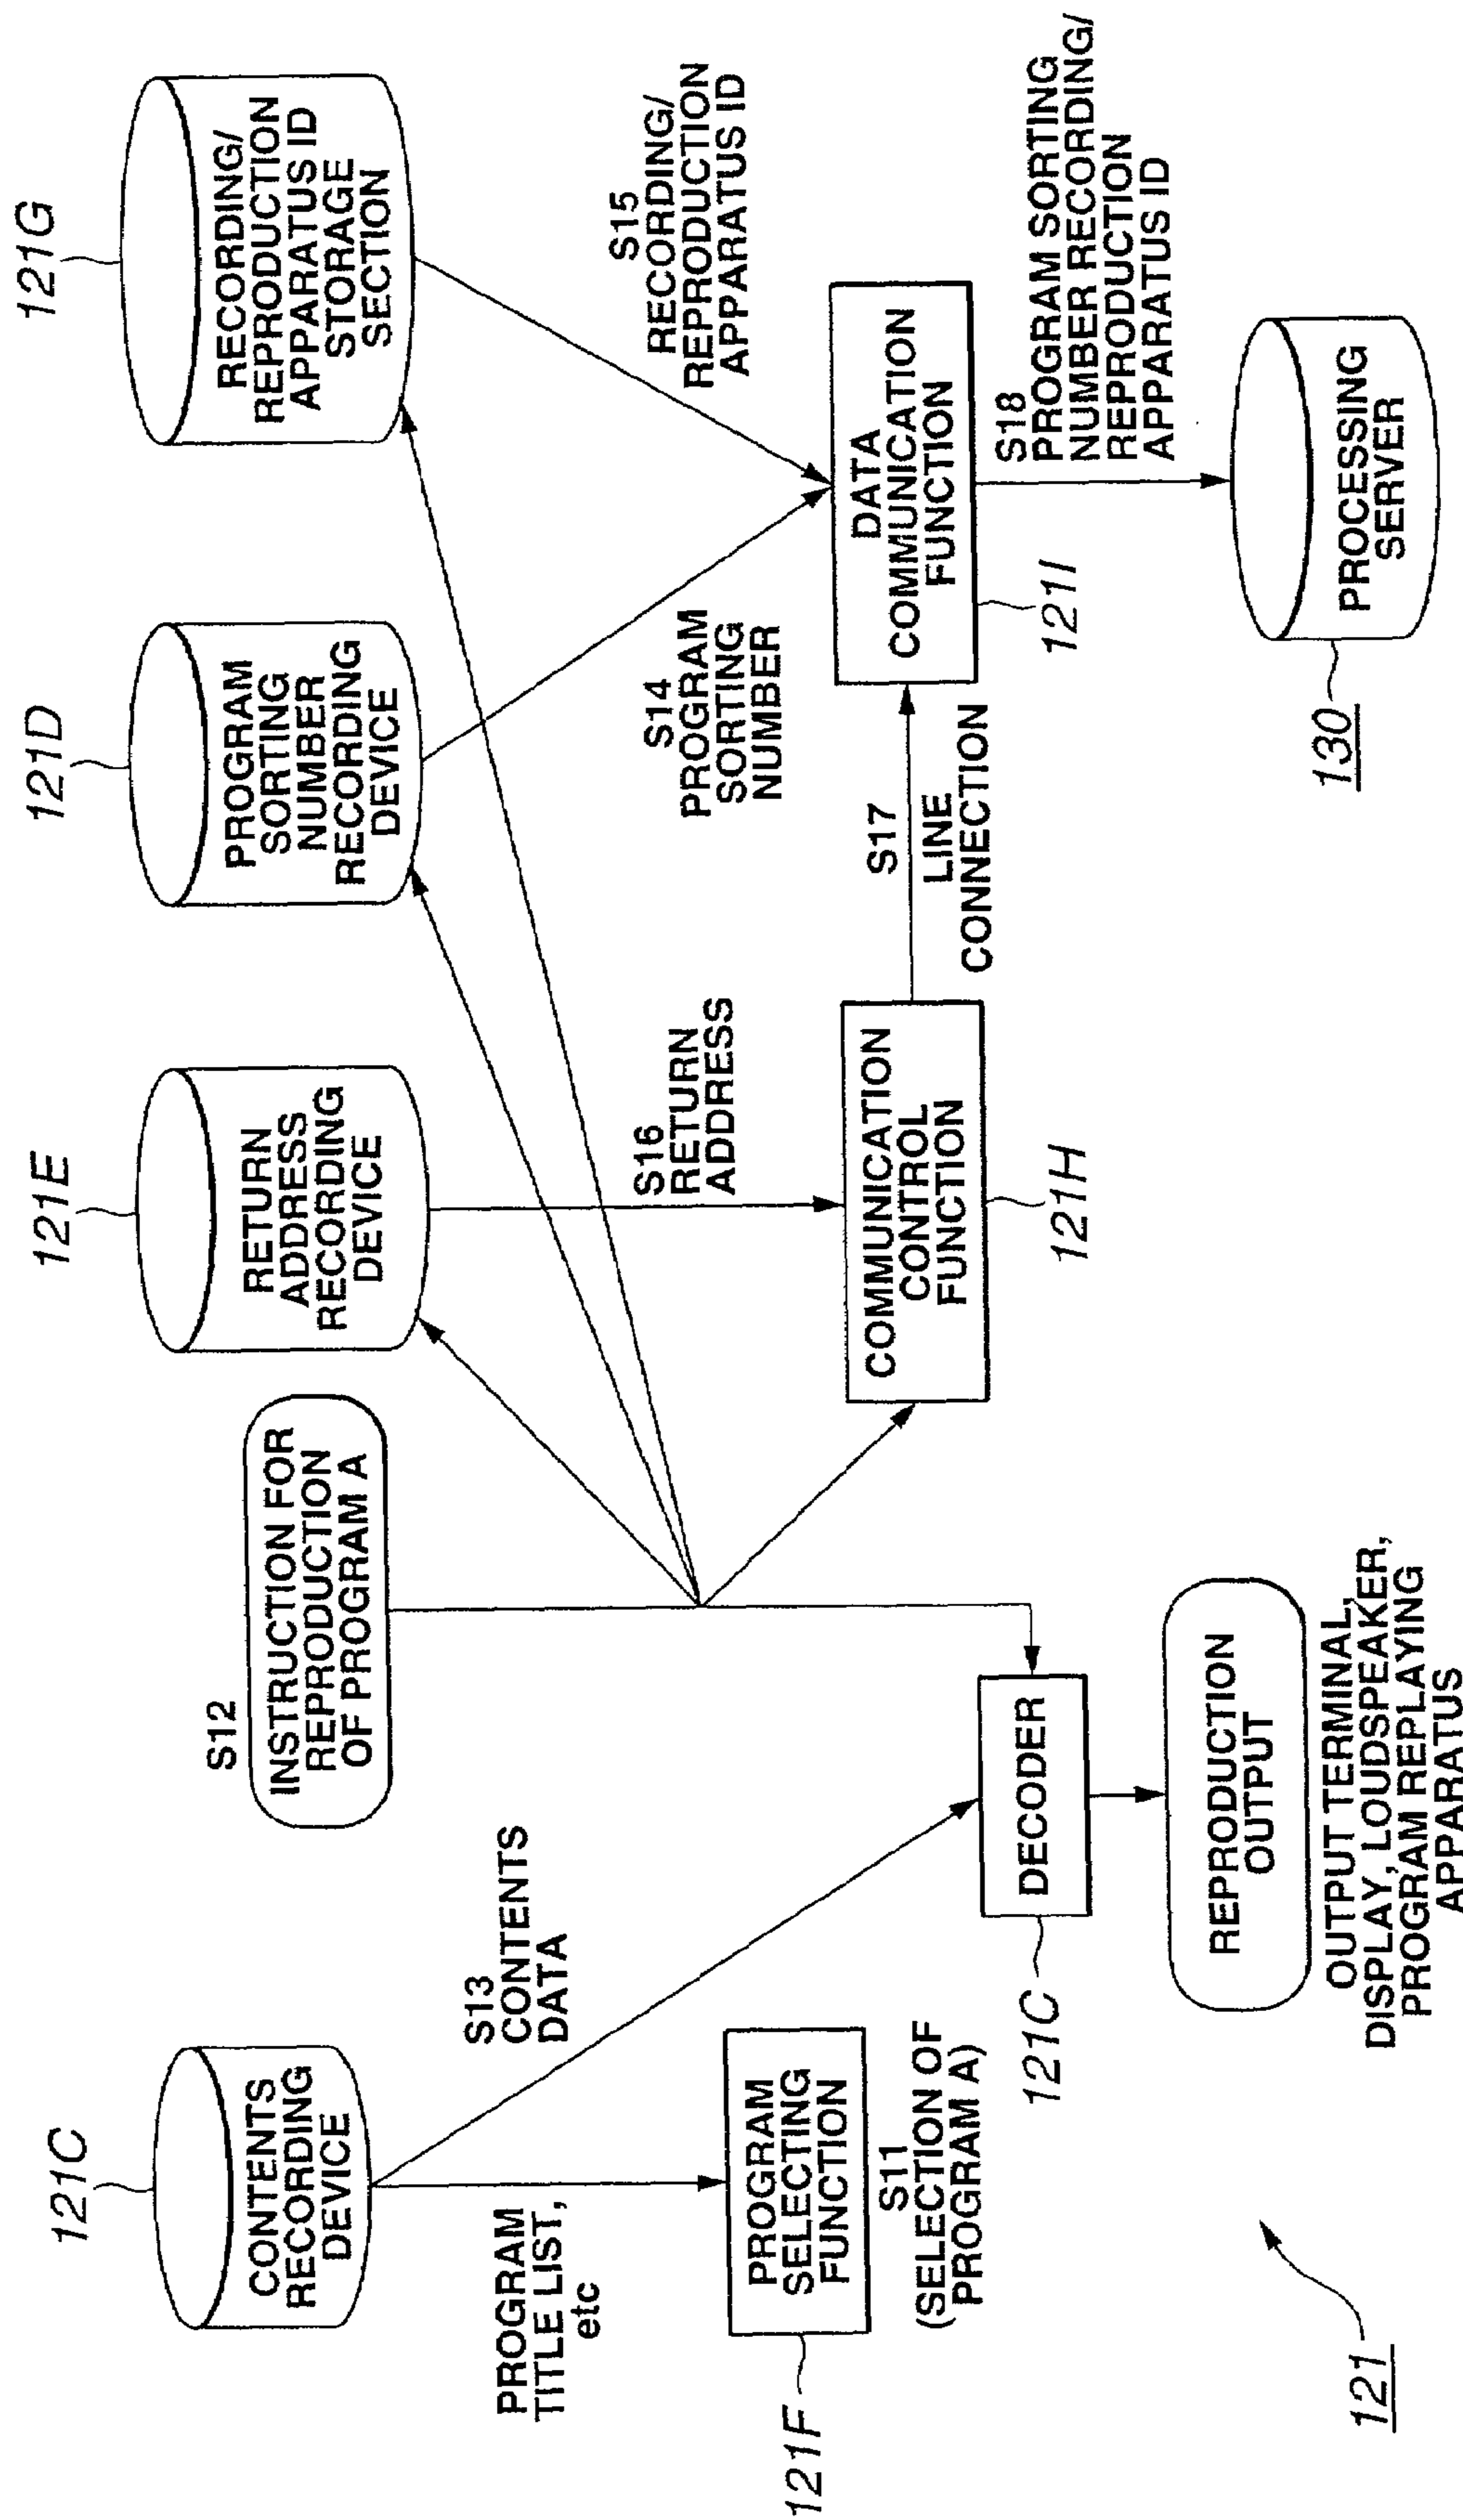 121C
CONTENTS
RECORDING
DEVICE
S12
INSTRUCTION FOR
REPRODUCTION
OF PROGRAM A
121E
RETURN
ADDRESS
RECORDING
DEVICE
121D
PROGRAM
SORTING
NUMBER
RECORDING
DEVICE
121G
RECORDING/
REPRODUCTION
APPARATUS ID
STORAGE
SECTION
PROGRAM
TITLE LIST,
etc
S13
CONTENTS
DATA
S16
RETURN
ADDRESS
S14
PROGRAM
SORTING
NUMBER
S15
RECORDING/
REPRODUCTION
APPARATUS ID
121F
PROGRAM
SELECTING
FUNCTION
S11
(SELECTION OF
PROGRAM A)
DECODER
121C
COMMUNICATION
CONTROL
FUNCTION
121H
S17
LINE
CONNECTION
DATA
COMMUNICATION
FUNCTION
121I
S18
PROGRAM SORTING
NUMBER RECORDING/
REPRODUCTION
APPARATUS ID
REPRODUCTION
OUTPUT
OUTPUT TERMINAL,
DISPLAY, LOUDSPEAKER,
PROGRAM REPLAYING
APPARATUS
PROCESSING
SERVER
130
121